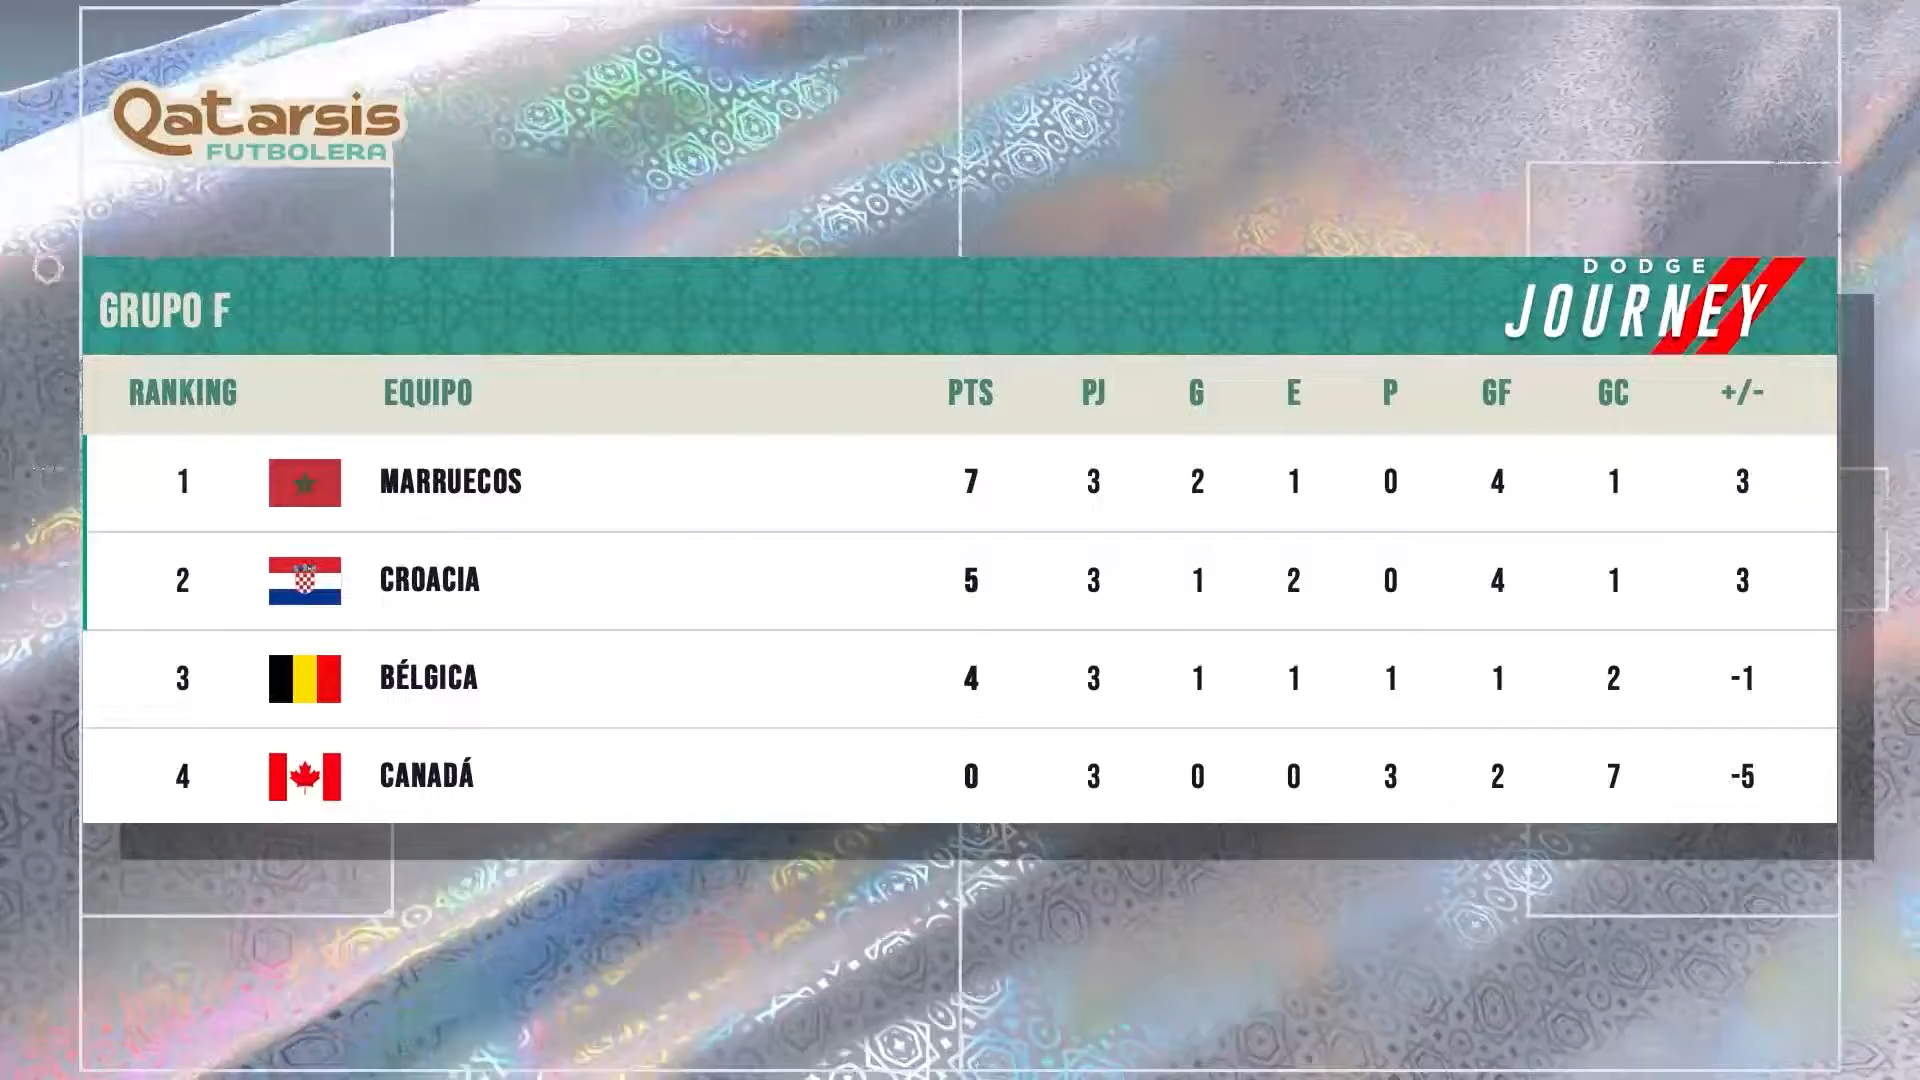 Qatarsis
FUTBOLERA
DODGE
GRUPO F JOURNEY
RANKING EQUIPO PTS PJ G E P GF GC +/-
1 MARRUECOS 7 3 2 1 0 4 1 3
2 CROACIA 5 3 1 2 0 4 1 3
3 BÉLGICA 4 3 1 1 1 1 2 -1
4 CANADÁ 0 3 0 0 3 2 7 -5